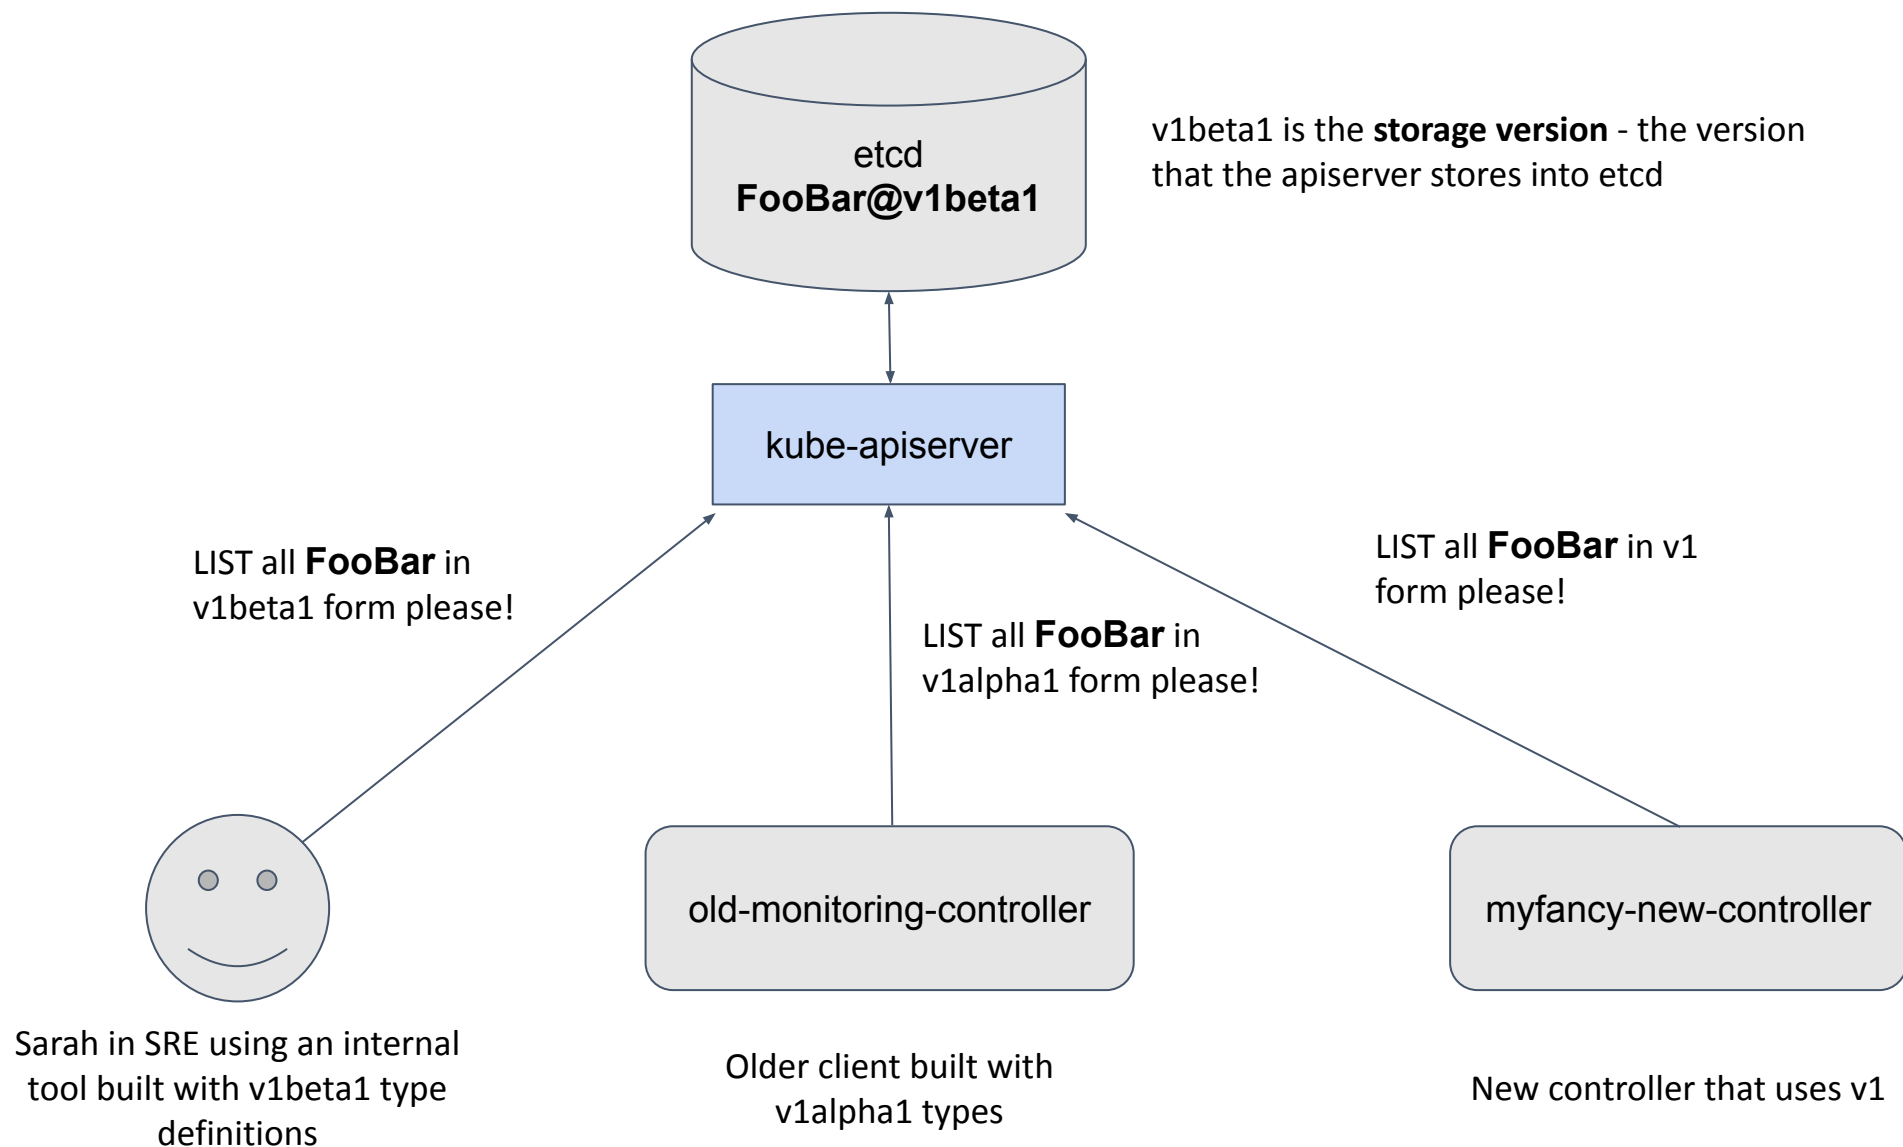 etcd
FooBar@v1beta1
v1beta1 is the storage version - the version
that the apiserver stores into etcd
kube-apiserver
LIST all FooBar in
v1beta1 form please!
LIST all FooBar in
v1alpha1 form please!
LIST all FooBar in v1
form please!
old-monitoring-controller
myfancy-new-controller
Sarah in SRE using an internal
tool built with v1beta1 type
definitions
Older client built with
v1alpha1 types
New controller that uses v1